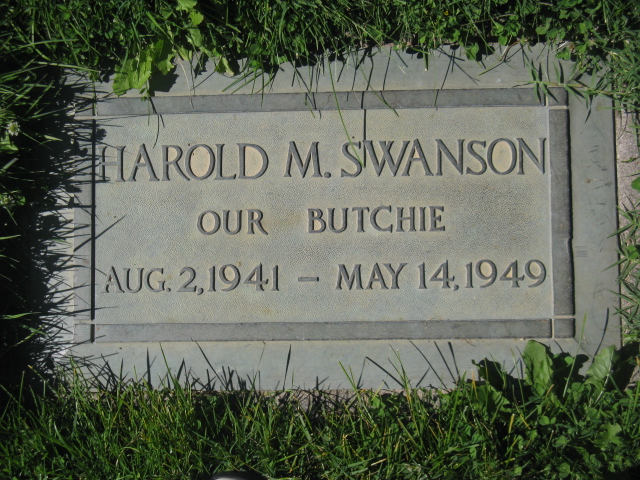 HAROLD M. SWANSON
OUR BUTCHIE
AUG. 2, 1941 – MAY 14, 1949